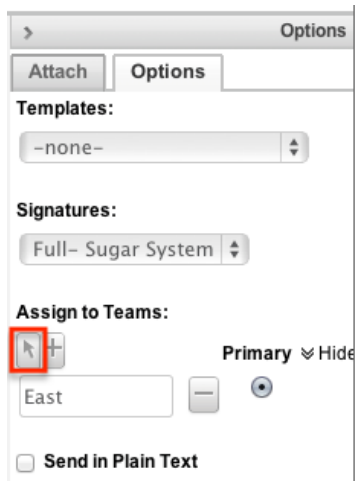 Options
Attach Options
Templates:
-none-
Signatures:
Full- Sugar System
Assign to Teams:
Primary Hide
East
Send in Plain Text